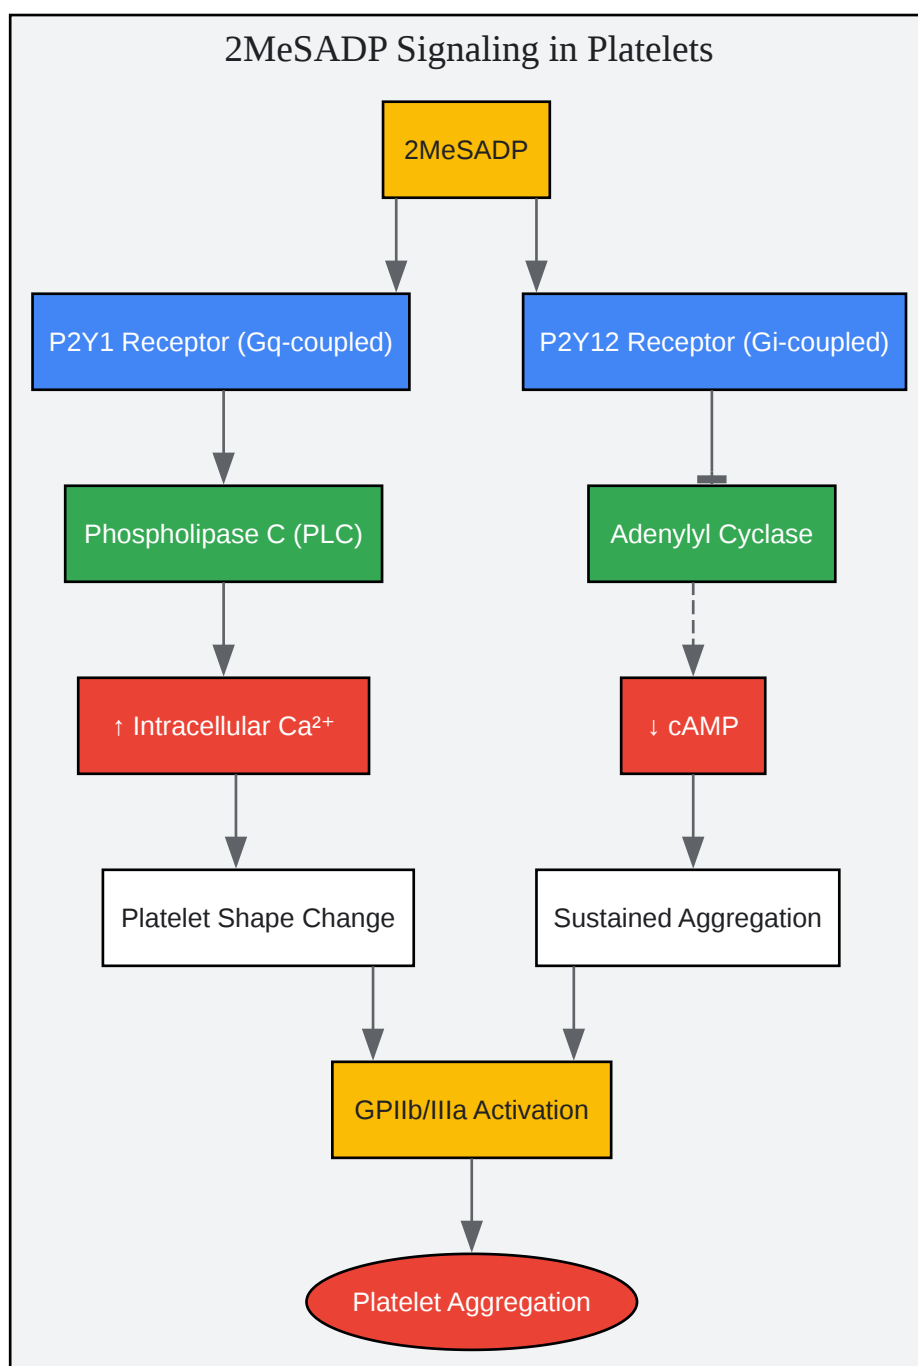 2MeSADP Signaling in Platelets
2MeSADP
P2Y1 Receptor (Gq-coupled)
P2Y12 Receptor (Gi-coupled)
Phospholipase C (PLC)
Adenylyl Cyclase
↑ Intracellular Ca²⁺
↓ cAMP
Platelet Shape Change
Sustained Aggregation
GPIIb/IIIa Activation
Platelet Aggregation